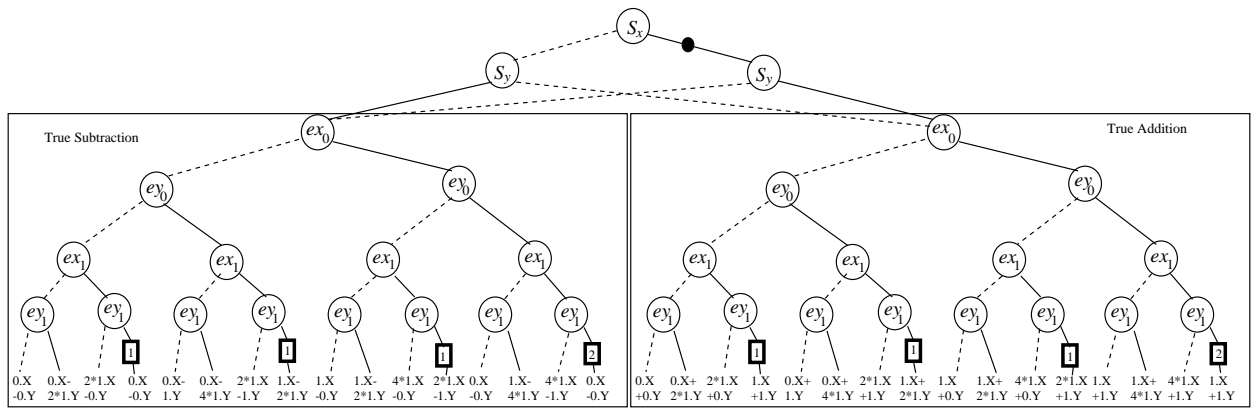 Sx
Sy Sy
True Subtraction
ex0 ex0
True Addition
ey0 ey0 ey0 ey0
ex1 ex1 ex1 ex1 ex1 ex1 ex1 ex1
ey1 ey1 ey1 ey1 ey1 ey1 ey1 ey1 ey1 ey1 ey1 ey1 ey1 ey1 ey1 ey1
1 1 1 2 1 1 1 2
0.X 0.X- 2*1.X 0.X 0.X- 0.X- 2*1.X 1.X- 1.X 1.X- 4*1.X 2*1.X 0.X 1.X- 4*1.X 0.X 0.X 0.X+ 2*1.X 1.X 0.X+ 0.X+ 2*1.X 1.X+ 1.X 1.X+ 4*1.X 2*1.X 1.X 1.X+ 4*1.X 1.X
-0.Y 2*1.Y -0.Y -0.Y 1.Y 4*1.Y -1.Y 2*1.Y -0.Y 2*1.Y -0.Y -1.Y -0.Y 4*1.Y -1.Y -0.Y +0.Y 2*1.Y +0.Y +1.Y 1.Y 4*1.Y +1.Y 2*1.Y +0.Y 2*1.Y +0.Y +1.Y +1.Y 4*1.Y +1.Y +1.Y